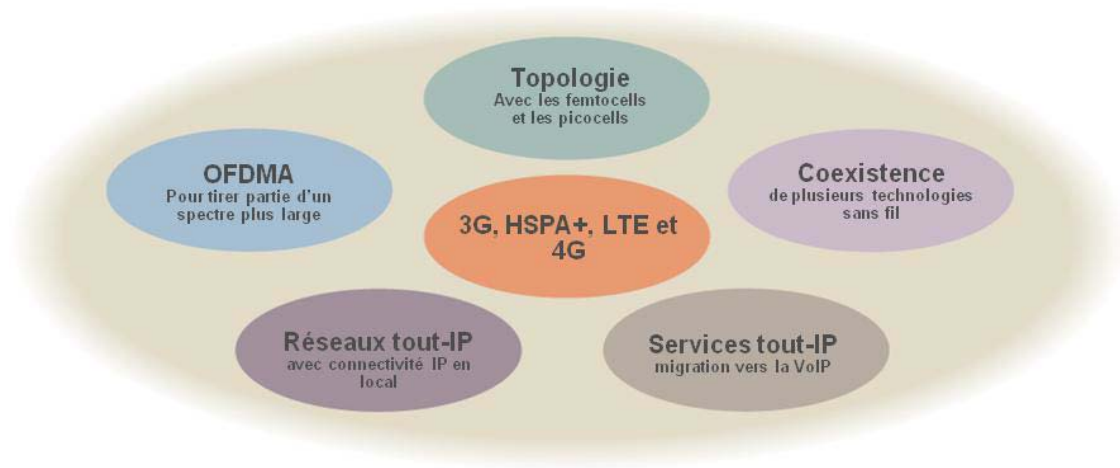 Topologie
Avec les femtocells
et les picocells
OFDMA
Pour tirer partie d'un
spectre plus large
Coexistence
de plusieurs technologies
sans fil
3G, HSPA+, LTE et
4G
Réseaux tout-IP
avec connectivité IP en
local
Services tout-IP
migration vers la VoIP